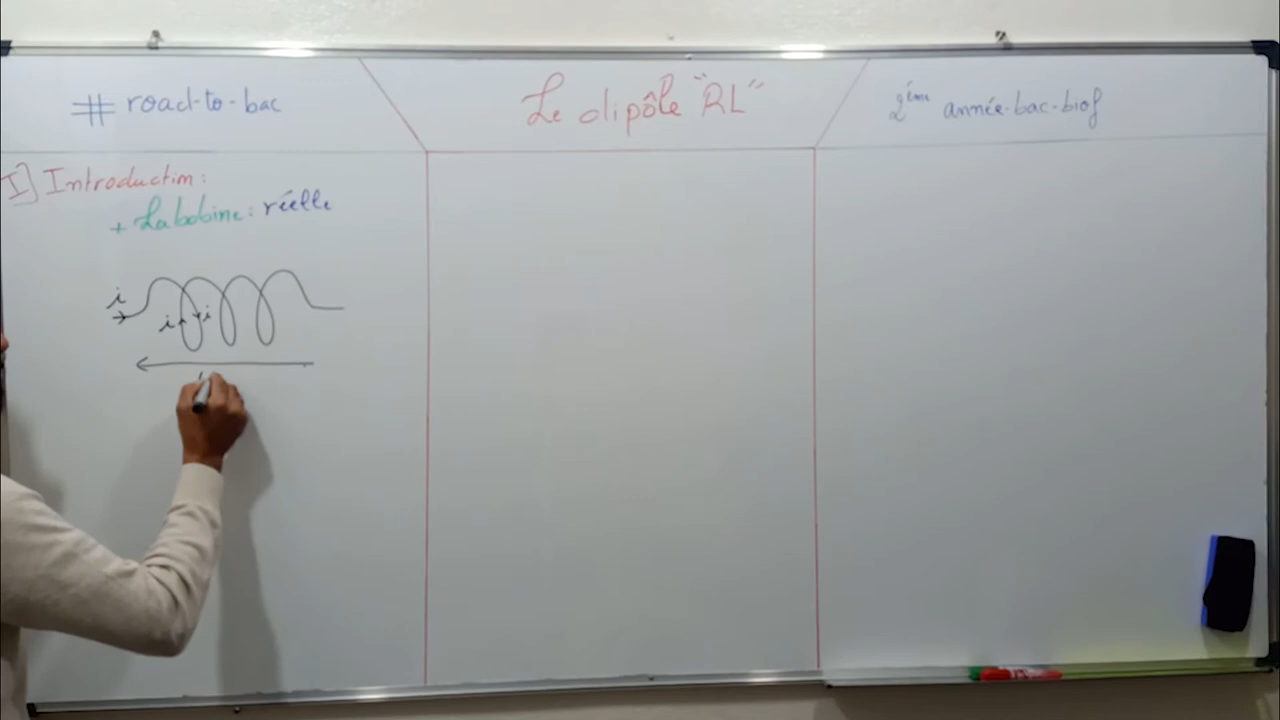 # road-to-bac
Le dipôle "RL"
2ème année-bac-biof
I] Introduction:
+ La bobine: réelle
i
i i